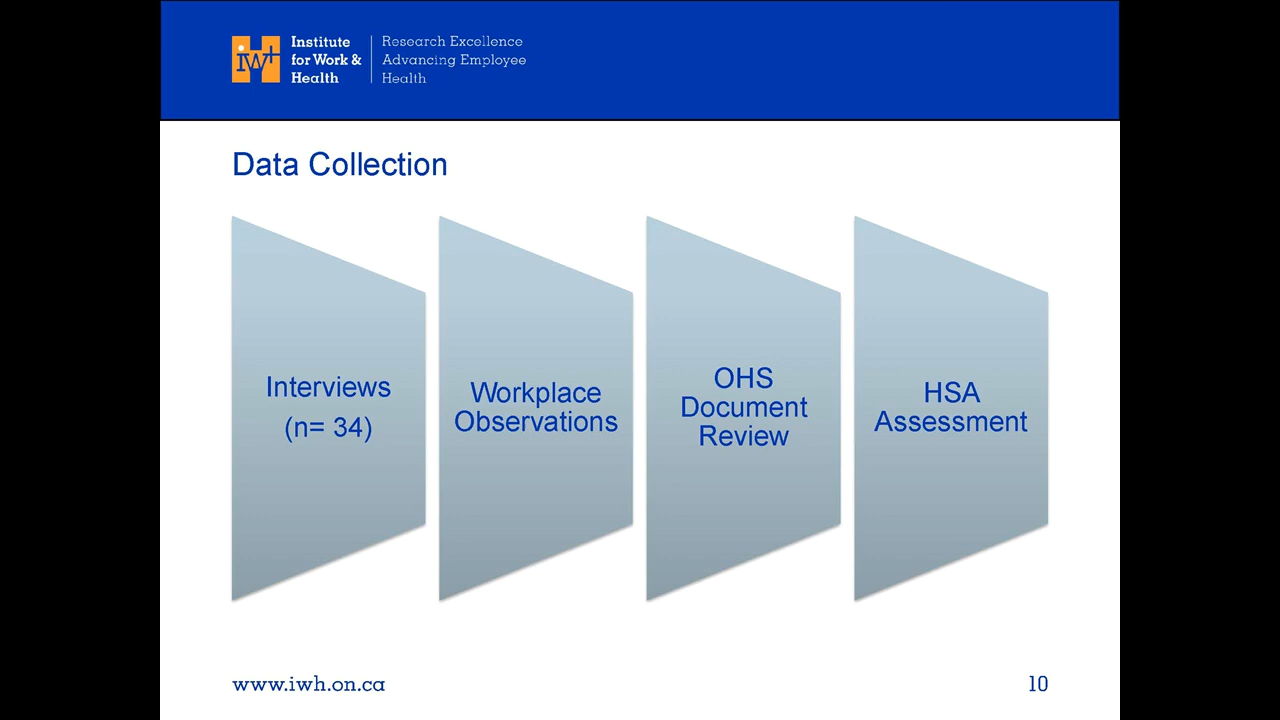 iw+
Institute
for Work &
Health
Research Excellence
Advancing Employee
Health
Data Collection
Interviews
(n= 34)
Workplace
Observations
OHS
Document
Review
HSA
Assessment
www.iwh.on.ca
10